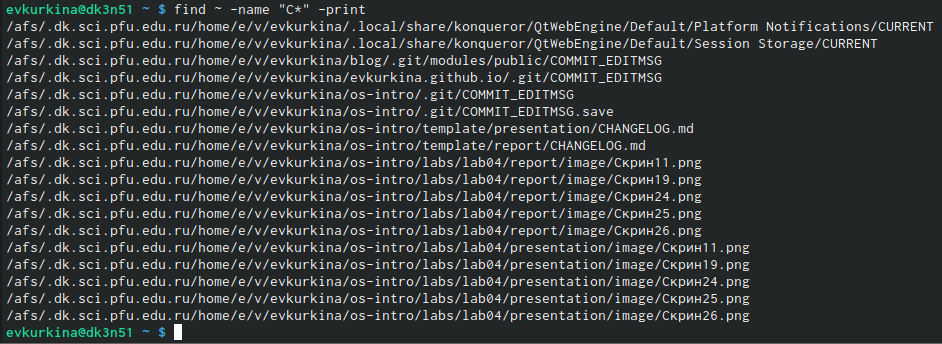 evkurkina@dk3n51 ~ $ find ~ -name "C*" -print
/afs/.dk.sci.pfu.edu.ru/home/e/v/evkurkina/.local/share/konqueror/QtWebEngine/Default/Platform Notifications/CURRENT
/afs/.dk.sci.pfu.edu.ru/home/e/v/evkurkina/.local/share/konqueror/QtWebEngine/Default/Session Storage/CURRENT
/afs/.dk.sci.pfu.edu.ru/home/e/v/evkurkina/blog/.git/modules/public/COMMIT_EDITMSG
/afs/.dk.sci.pfu.edu.ru/home/e/v/evkurkina/evkurkina.github.io/.git/COMMIT_EDITMSG
/afs/.dk.sci.pfu.edu.ru/home/e/v/evkurkina/os-intro/.git/COMMIT_EDITMSG
/afs/.dk.sci.pfu.edu.ru/home/e/v/evkurkina/os-intro/.git/COMMIT_EDITMSG.save
/afs/.dk.sci.pfu.edu.ru/home/e/v/evkurkina/os-intro/template/presentation/CHANGELOG.md
/afs/.dk.sci.pfu.edu.ru/home/e/v/evkurkina/os-intro/template/report/CHANGELOG.md
/afs/.dk.sci.pfu.edu.ru/home/e/v/evkurkina/os-intro/labs/lab04/report/image/Cкрин11.png
/afs/.dk.sci.pfu.edu.ru/home/e/v/evkurkina/os-intro/labs/lab04/report/image/Cкрин19.png
/afs/.dk.sci.pfu.edu.ru/home/e/v/evkurkina/os-intro/labs/lab04/report/image/Cкрин24.png
/afs/.dk.sci.pfu.edu.ru/home/e/v/evkurkina/os-intro/labs/lab04/report/image/Cкрин25.png
/afs/.dk.sci.pfu.edu.ru/home/e/v/evkurkina/os-intro/labs/lab04/report/image/Cкрин26.png
/afs/.dk.sci.pfu.edu.ru/home/e/v/evkurkina/os-intro/labs/lab04/presentation/image/Cкрин11.png
/afs/.dk.sci.pfu.edu.ru/home/e/v/evkurkina/os-intro/labs/lab04/presentation/image/Cкрин19.png
/afs/.dk.sci.pfu.edu.ru/home/e/v/evkurkina/os-intro/labs/lab04/presentation/image/Cкрин24.png
/afs/.dk.sci.pfu.edu.ru/home/e/v/evkurkina/os-intro/labs/lab04/presentation/image/Cкрин25.png
/afs/.dk.sci.pfu.edu.ru/home/e/v/evkurkina/os-intro/labs/lab04/presentation/image/Cкрин26.png
evkurkina@dk3n51 ~ $